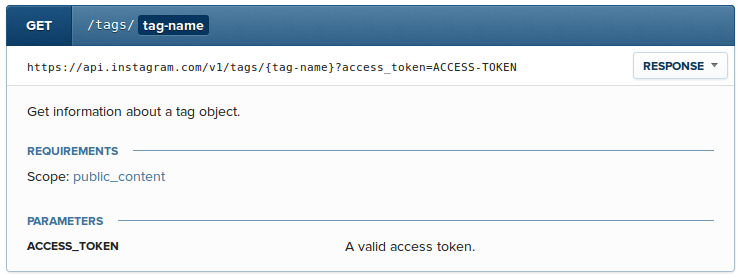 GET /tags/ tag-name
https://api.instagram.com/v1/tags/{tag-name}?access_token=ACCESS-TOKEN RESPONSE
Get information about a tag object.
REQUIREMENTS
Scope: public_content
PARAMETERS
ACCESS_TOKEN A valid access token.